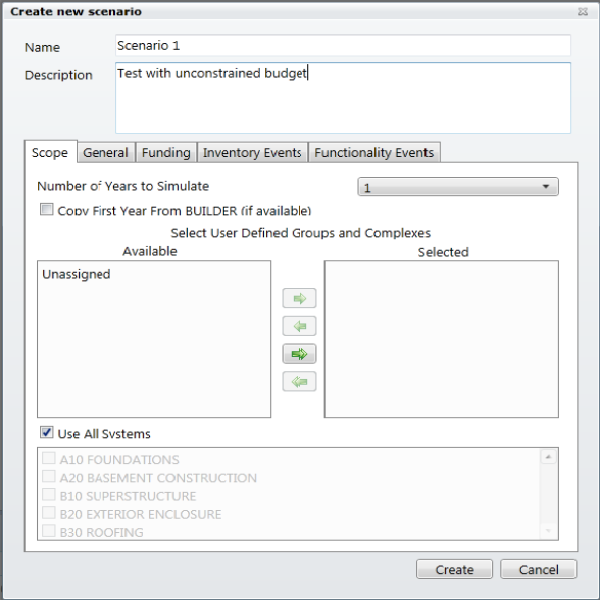 Create new scenario
Name
Scenario 1
Description
Test with unconstrained budget
Scope
General
Funding
Inventory Events
Functionality Events
Number of Years to Simulate
1
Copy First Year From BUILDER (if available)
Select User Defined Groups and Complexes
Available
Selected
Unassigned
Use All Systems
A10 FOUNDATIONS
A20 BASEMENT CONSTRUCTION
B10 SUPERSTRUCTURE
B20 EXTERIOR ENCLOSURE
B30 ROOFING
Create
Cancel